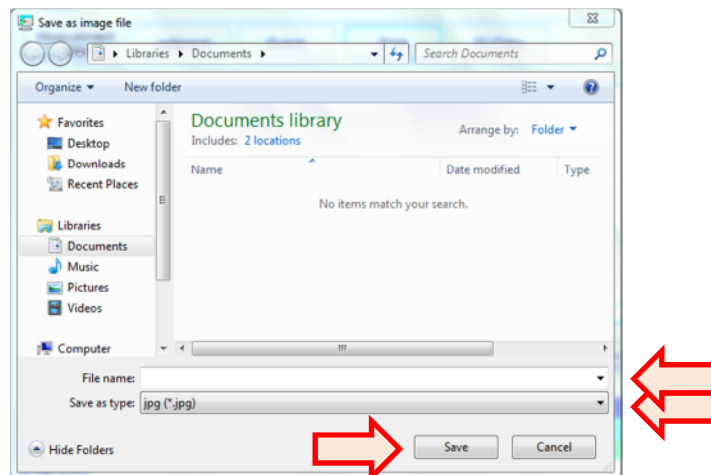 Save as image file
Libraries Documents
Search Documents
Organize New folder
Favorites
Desktop
Downloads
Recent Places
Libraries
Documents
Music
Pictures
Videos
Computer
Documents library
Includes: 2 locations
Arrange by: Folder
Name Date modified Type
No items match your search.
File name:
Save as type: jpg (*.jpg)
Hide Folders
Save Cancel